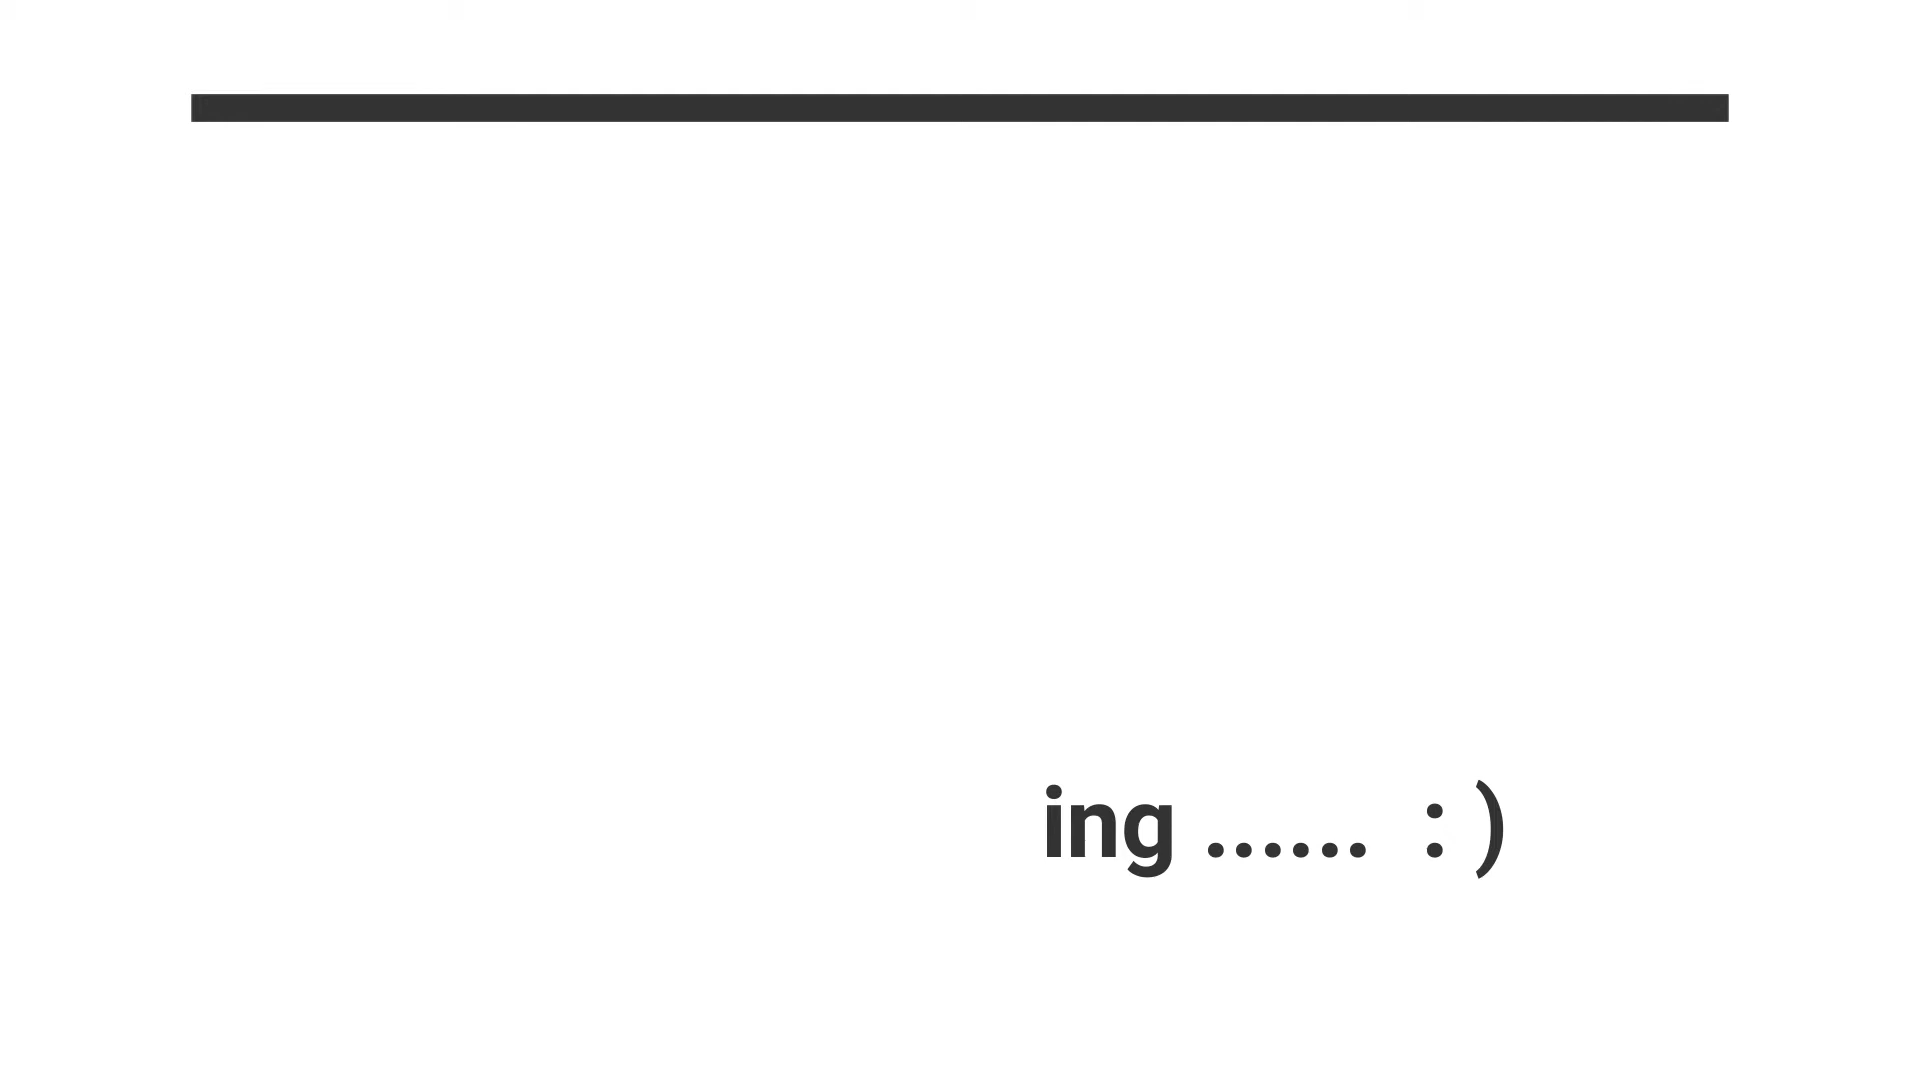 ing ...... : )